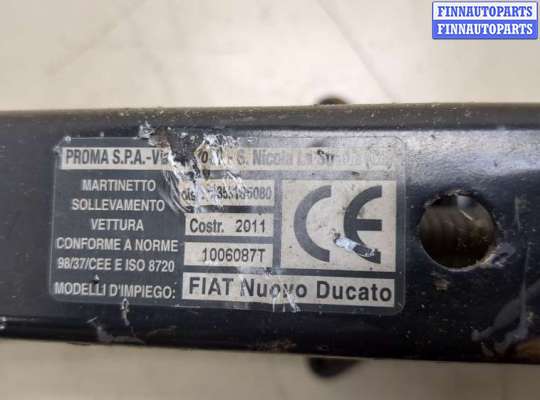 FINNAUTOPARTS
FINNAUTOPARTS
PROMA S.P.A.-Vi S. Nicola La Strada
MARTINETTO
SOLLEVAMENTO
VETTURA
CONFORME A NORME
98/37/CEE E ISO 8720
MODELLI D'IMPIEGO:
Costr. 2011
1006087T
FIAT Nuovo Ducato
CE